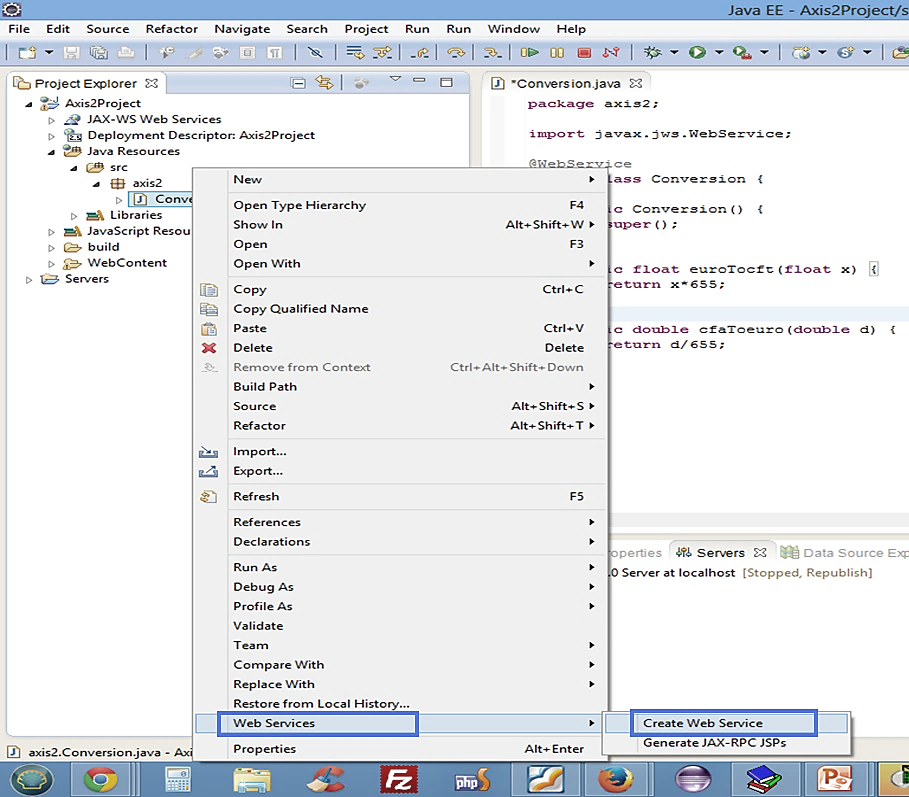 Java EE - Axis2Project/s
File Edit Source Refactor Navigate Search Project Run Run Window Help
Project Explorer
*Conversion.java
Axis2Project
JAX-WS Web Services
Deployment Descriptor: Axis2Project
Java Resources
src
axis2
Conve
Libraries
JavaScript Resou
build
WebContent
Servers
package axis2;
import javax.jws.WebService;
@WebService
lass Conversion {
ic Conversion() {
super();
ic float euroTocft(float x) {
return x*655;
ic double cfaToeuro(double d) {
return d/655;
New
Open Type Hierarchy F4
Show In Alt+Shift+W
Open F3
Open With
Copy Ctrl+C
Copy Qualified Name
Paste Ctrl+V
Delete Delete
Remove from Context Ctrl+Alt+Shift+Down
Build Path
Source Alt+Shift+S
Refactor Alt+Shift+T
Import...
Export...
Refresh F5
References
Declarations
Run As
Debug As
Profile As
Validate
Team
Compare With
Replace With
Restore from Local History...
Web Services
Properties Alt+Enter
Create Web Service
Generate JAX-RPC JSPs
operties Servers Data Source Exp
.0 Server at localhost [Stopped, Republish]
axis2.Conversion.java - Axi
Fz php P